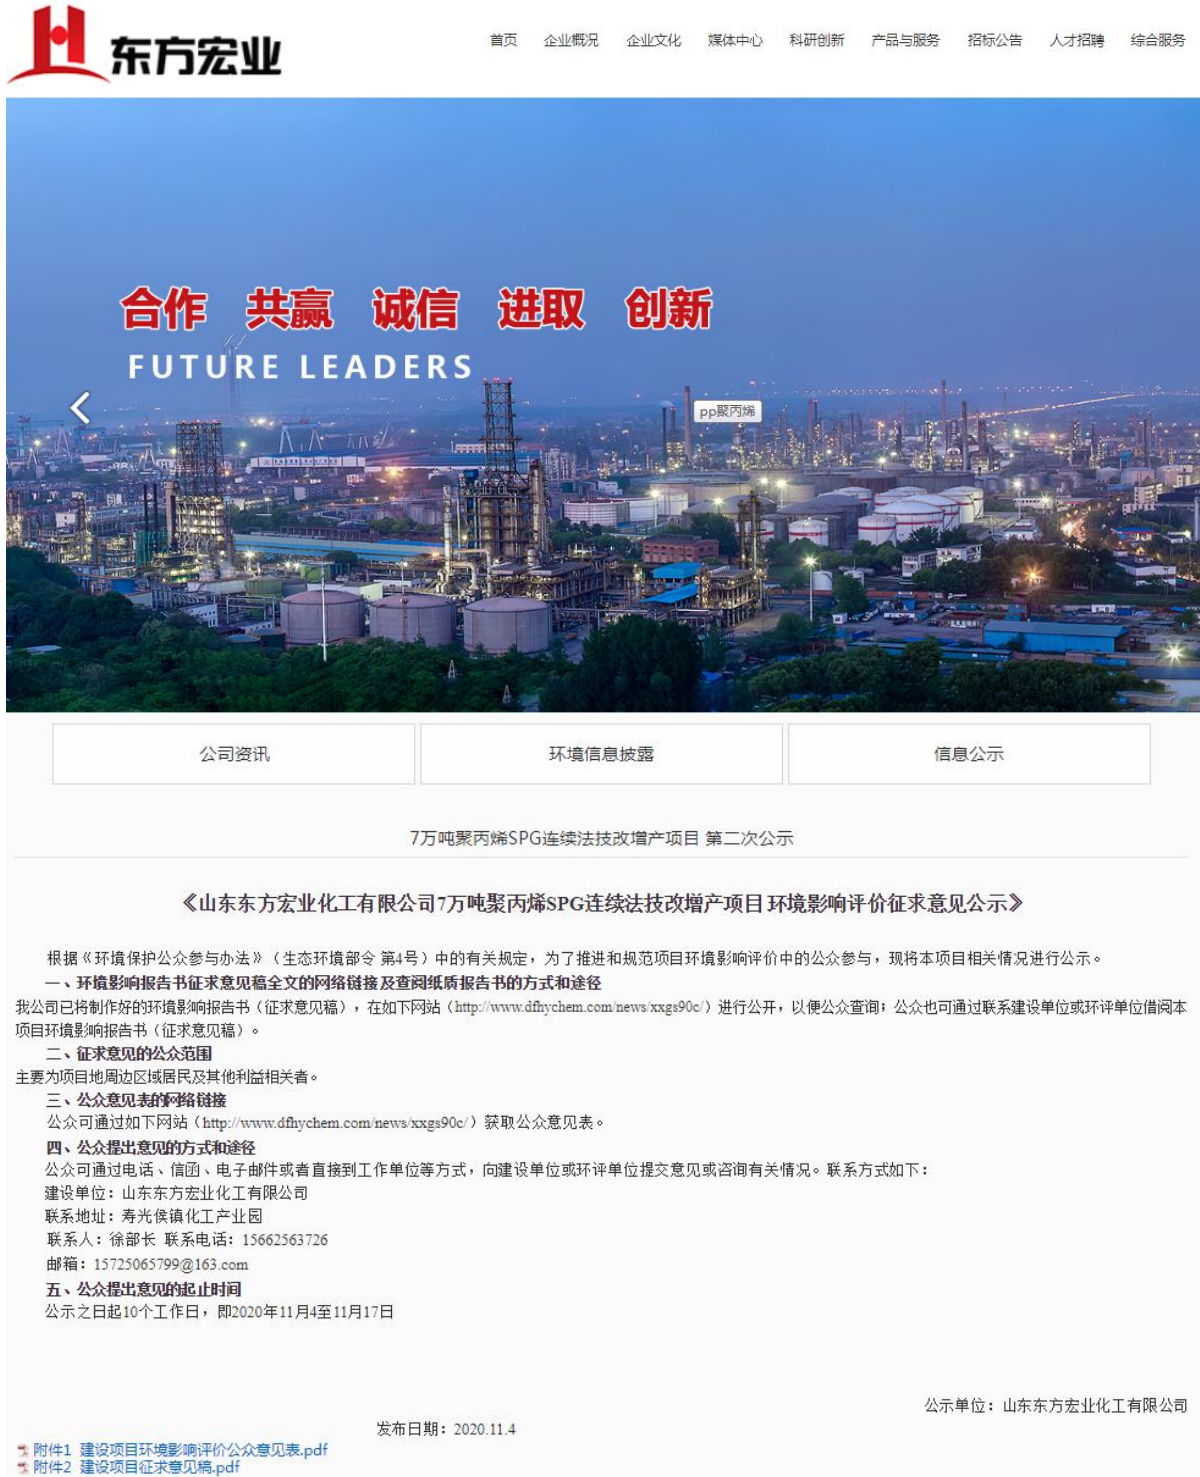 东方宏业
首页 企业概况 企业文化 媒体中心 科研创新 产品与服务 招标公告 人才招聘 综合服务
合作 共赢 诚信 进取 创新
FUTURE LEADERS
pp聚丙烯
公司资讯 环境信息披露 信息公示
7万吨聚丙烯SPG连续法技改增产项目 第二次公示
《山东东方宏业化工有限公司7万吨聚丙烯SPG连续法技改增产项目 环境影响评价征求意见公示》
根据《环境保护公众参与办法》（生态环境部令 第4号）中的有关规定，为了推进和规范项目环境影响评价中的公众参与，现将本项目相关情况进行公示。
一、环境影响报告书征求意见稿全文的网络链接及查阅纸质报告书的方式和途径
我公司已将制作好的环境影响报告书（征求意见稿），在如下网站（http://www.dfhychem.com/news/xxgs90c/）进行公开，以便公众查询；公众也可通过联系建设单位或环评单位借阅本
项目环境影响报告书（征求意见稿）。
二、征求意见的公众范围
主要为项目地周边区域居民及其他利益相关者。
三、公众意见表的网络链接
公众可通过如下网站（http://www.dfhychem.com/news/xxgs90c/）获取公众意见表。
四、公众提出意见的方式和途径
公众可通过电话、信函、电子邮件或者直接到工作单位等方式，向建设单位或环评单位提交意见或咨询有关情况。联系方式如下：
建设单位：山东东方宏业化工有限公司
联系地址：寿光侯镇化工产业园
联系人：徐部长 联系电话：15662563726
邮箱：15725065799@163.com
五、公众提出意见的起止时间
公示之日起10个工作日，即2020年11月4至11月17日
公示单位：山东东方宏业化工有限公司
发布日期：2020.11.4
附件1 建设项目环境影响评价公众意见表.pdf
附件2 建设项目征求意见稿.pdf